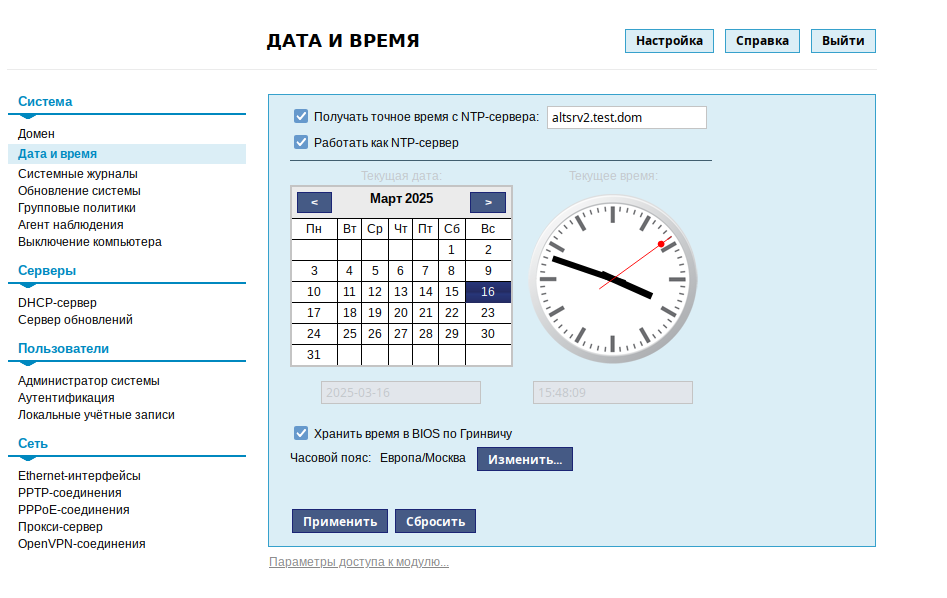 ДАТА И ВРЕМЯ
Настройка Справка Выйти
Система
Домен
Дата и время
Системные журналы
Обновление системы
Групповые политики
Агент наблюдения
Выключение компьютера
Серверы
DHCP-сервер
Сервер обновлений
Пользователи
Администратор системы
Аутентификация
Локальные учётные записи
Сеть
Ethernet-интерфейсы
PPTP-соединения
PPPoE-соединения
Прокси-сервер
OpenVPN-соединения
Получать точное время с NTP-сервера: altsrv2.test.dom
Работать как NTP-сервер
Текущая дата: Текущее время:
< Март 2025 >
Пн Вт Ср Чт Пт Сб Вс
1 2
3 4 5 6 7 8 9
10 11 12 13 14 15 16
17 18 19 20 21 22 23
24 25 26 27 28 29 30
31
2025-03-16 15:48:09
Хранить время в BIOS по Гринвичу
Часовой пояс: Европа/Москва Изменить...
Применить Сбросить
Параметры доступа к модулю...